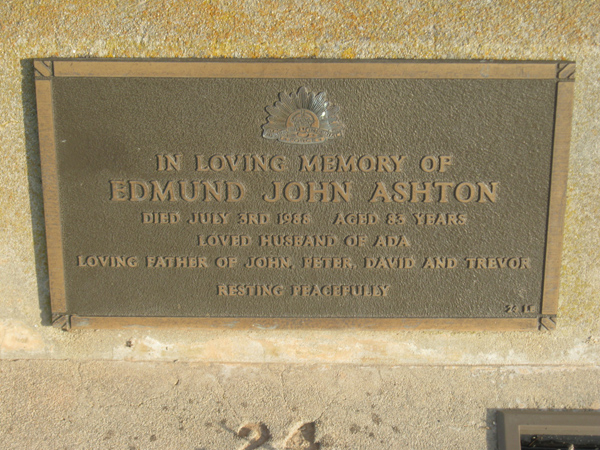 IN LOVING MEMORY OF
EDMUND JOHN ASHTON
DIED JULY 3RD 1988 AGED 83 YEARS
LOVED HUSBAND OF ADA
LOVING FATHER OF JOHN, PETER, DAVID AND TREVOR
RESTING PEACEFULLY